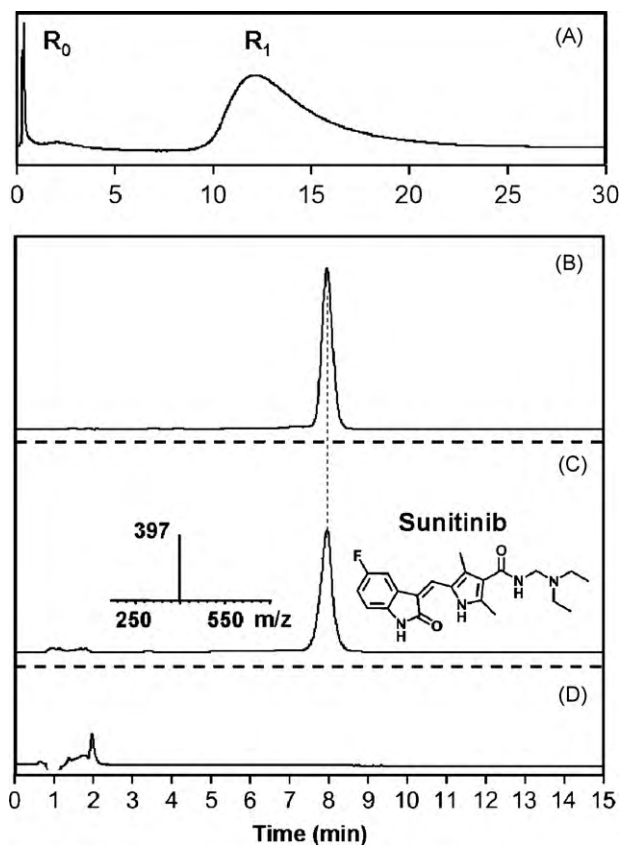 (A)
R₀ R₁
0 5 10 15 20 25 30
(B)
(C)
Sunitinib
397
250 550 m/z
F
O
N
H
N
H
O
NH
N
(D)
0 1 2 3 4 5 6 7 8 9 10 11 12 13 14 15
Time (min)